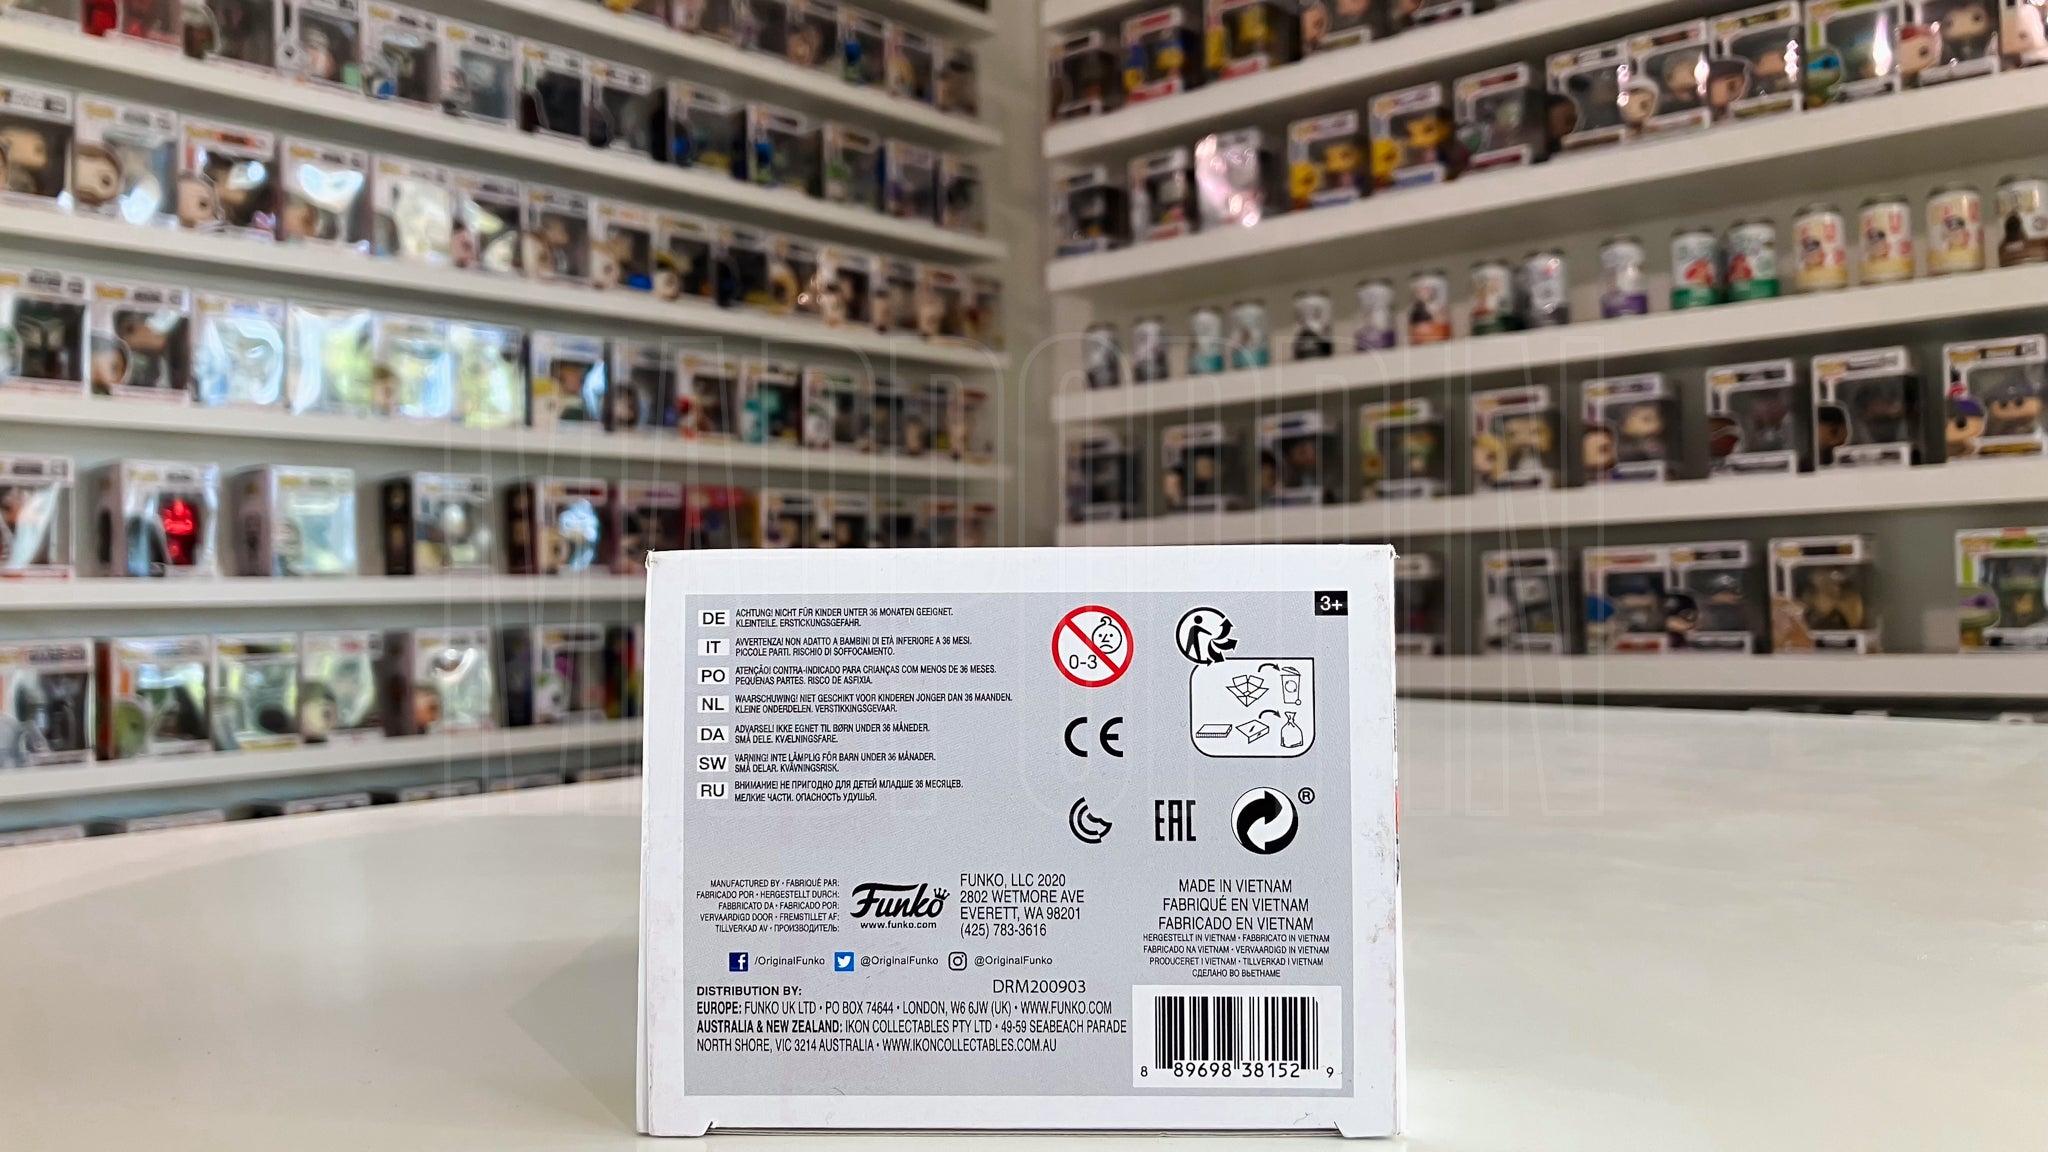 MADPOPPIN
DE ACHTUNG! NICHT FÜR KINDER UNTER 36 MONATEN GEEIGNET.
KLEINTEILE. ERSTICKUNGSGEFAHR.
IT AVVERTENZA! NON ADATTO A BAMBINI DI ETÀ INFERIORE A 36 MESI.
PICCOLE PARTI. RISCHIO DI SOFFOCAMENTO.
PO ATENÇÃO! CONTRA-INDICADO PARA CRIANÇAS COM MENOS DE 36 MESES.
PEQUENAS PARTES. RISCO DE ASFIXIA.
NL WAARSCHUWING! NIET GESCHIKT VOOR KINDEREN JONGER DAN 36 MAANDEN.
KLEINE ONDERDELEN. VERSTIKKINGSGEVAAR.
DA ADVARSEL! IKKE EGNET TIL BØRN UNDER 36 MÅNEDER.
SMÅ DELE. KVÆLNINGSFARE.
SW VARNING! INTE LÄMPLIG FÖR BARN UNDER 36 MÅNADER.
SMÅ DELAR. KVÄVNINGSRISK.
RU ВНИМАНИЕ! НЕ ПРИГОДНО ДЛЯ ДЕТЕЙ МЛАДШЕ 36 МЕСЯЦЕВ.
МЕЛКИЕ ЧАСТИ. ОПАСНОСТЬ УДУШЬЯ.
3+
0-3
CE
EAC
®
MANUFACTURED BY • FABRIQUÉ PAR:
FABRICADO POR • HERGESTELLT DURCH:
FABBRICATO DA • FABRICADO POR:
VERVAARDIGD DOOR • FREMSTILLET AF:
TILLVERKAD AV • ПРОИЗВОДИТЕЛЬ:
Funko
www.funko.com
FUNKO, LLC 2020
2802 WETMORE AVE
EVERETT, WA 98201
(425) 783-3616
MADE IN VIETNAM
FABRIQUÉ EN VIETNAM
FABRICADO EN VIETNAM
HERGESTELLT IN VIETNAM • FABBRICATO IN VIETNAM
FABRICADO NA VIETNAM • VERVAARDIGD IN VIETNAM
PRODUCERET I VIETNAM • TILLVERKAD I VIETNAM
СДЕЛАНО ВО ВЬЕТНАМЕ
/OriginalFunko @OriginalFunko @OriginalFunko
DRM200903
DISTRIBUTION BY:
EUROPE: FUNKO UK LTD • PO BOX 74644 • LONDON, W6 6JW (UK) • WWW.FUNKO.COM
AUSTRALIA & NEW ZEALAND: IKON COLLECTABLES PTY LTD • 49-59 SEABEACH PARADE
NORTH SHORE, VIC 3214 AUSTRALIA • WWW.IKONCOLLECTABLES.COM.AU
8 89698 38152 9